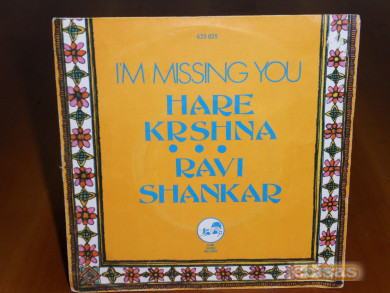 I'M MISSING YOU
HARE
KRSHNA
• • •
RAVI
SHANKAR